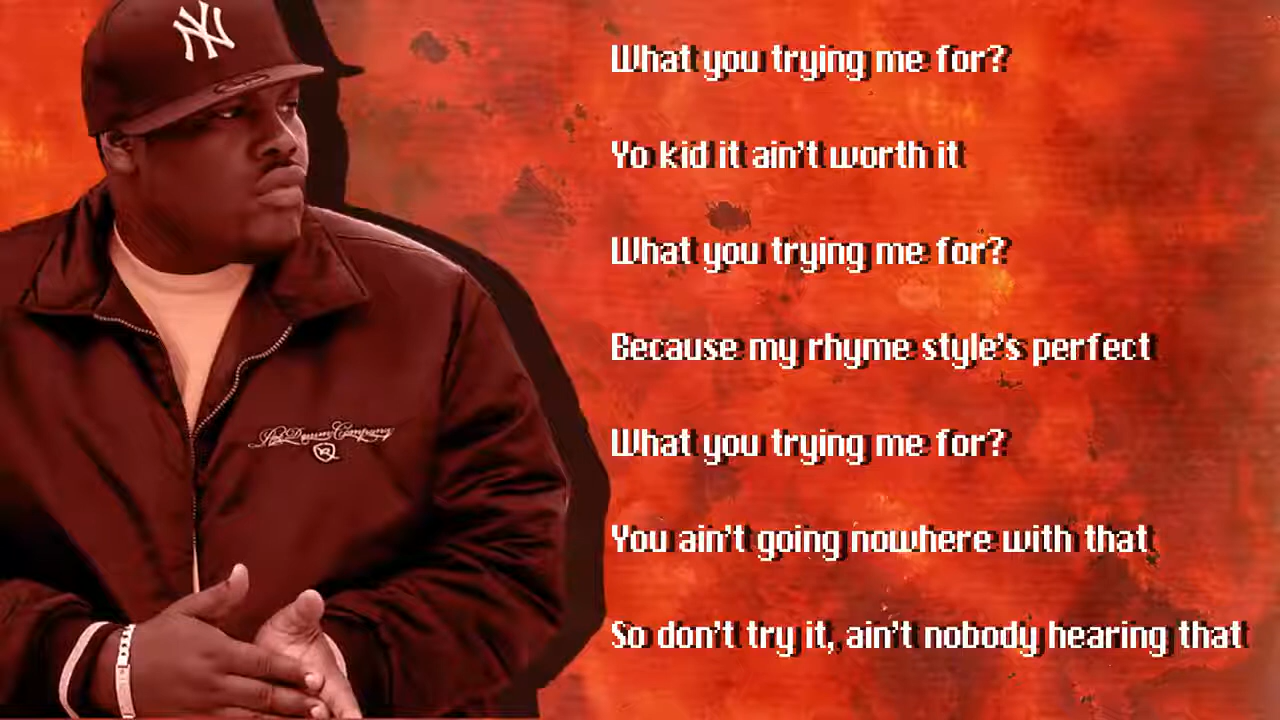 NY
What you trying me for?
Yo kid it ain't worth it
What you trying me for?
Because my rhyme style's perfect
What you trying me for?
You ain't going nowhere with that
So don't try it, ain't nobody hearing that